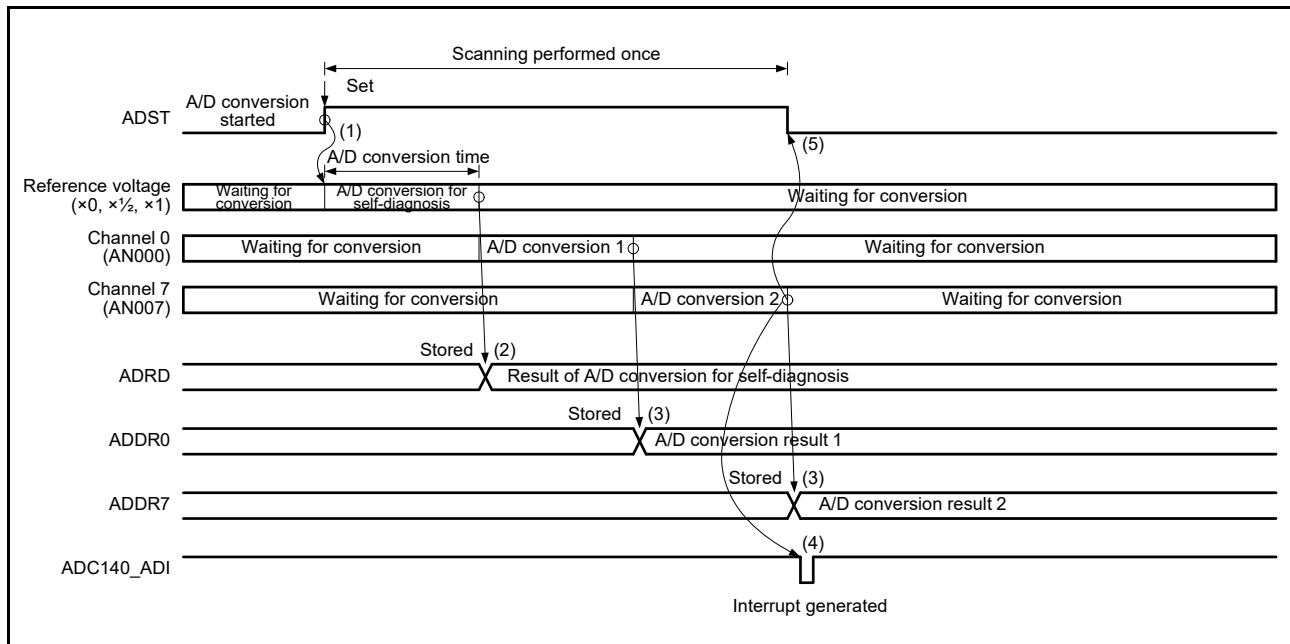 Scanning performed once
Set
ADST
A/D conversion
started
(1)
(5)
A/D conversion time
Reference voltage
(×0, ×½, ×1)
Waiting for
conversion
A/D conversion for
self-diagnosis
Waiting for conversion
Channel 0
(AN000)
Waiting for conversion
A/D conversion 1
Waiting for conversion
Channel 7
(AN007)
Waiting for conversion
A/D conversion 2
Waiting for conversion
Stored (2)
ADRD
Result of A/D conversion for self-diagnosis
Stored (3)
ADDR0
A/D conversion result 1
Stored (3)
ADDR7
A/D conversion result 2
(4)
ADC140_ADI
Interrupt generated